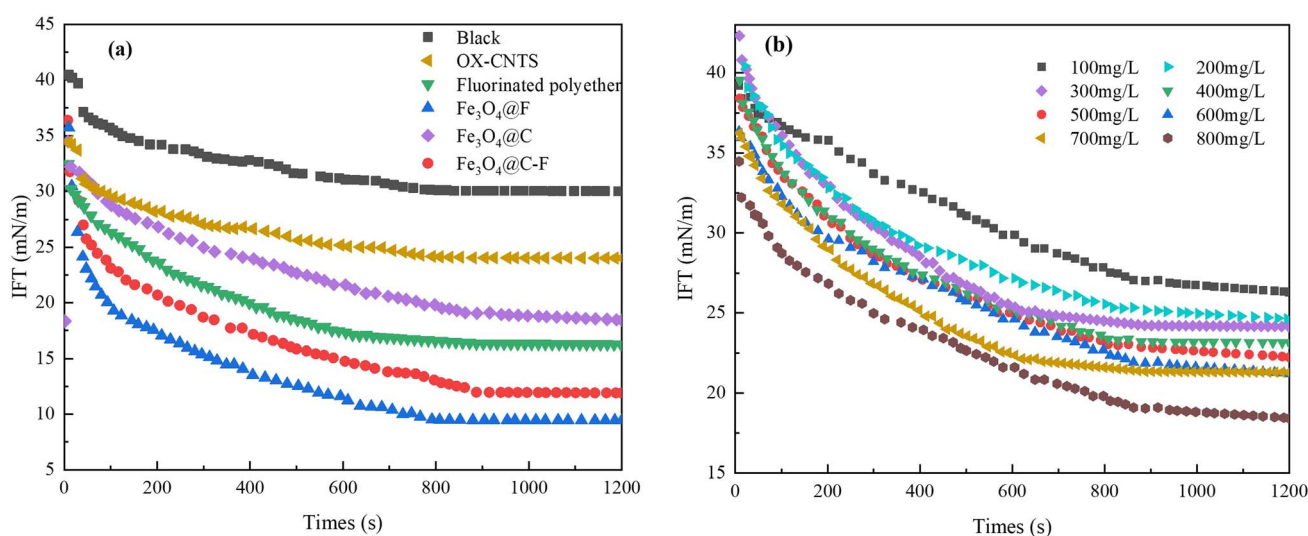 (a)
45
40
35
30
25
20
15
10
5
IFT (mN/m)
0 200 400 600 800 1000 1200
Times (s)
Black
OX-CNTS
Fluorinated polyether
Fe₃O₄@F
Fe₃O₄@C
Fe₃O₄@C-F
(b)
40
35
30
25
20
15
IFT (mN/m)
0 200 400 600 800 1000 1200
Times (s)
100mg/L 200mg/L
300mg/L 400mg/L
500mg/L 600mg/L
700mg/L 800mg/L